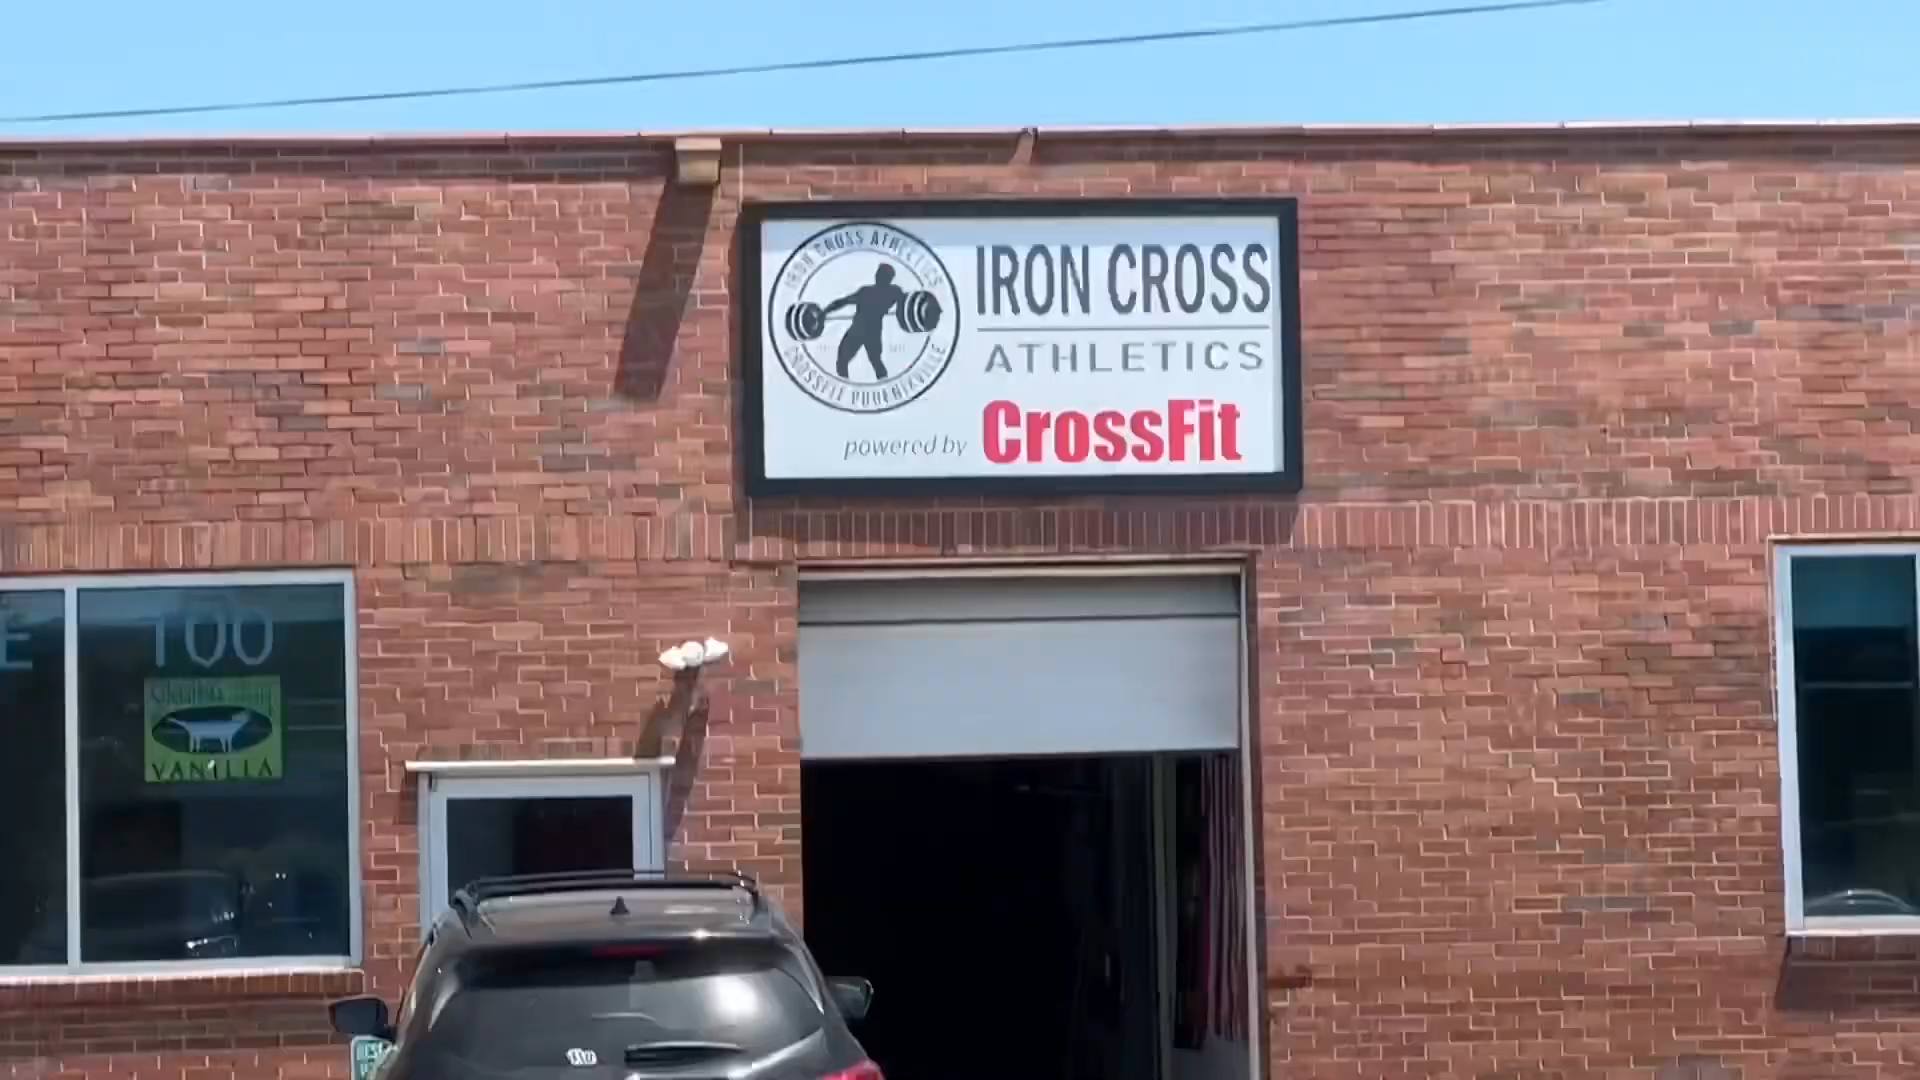 IRON CROSS ATHLETICS
CROSSFIT PHOENIXVILLE
IRON CROSS
ATHLETICS
powered by
CrossFit
E
100
VANILLA